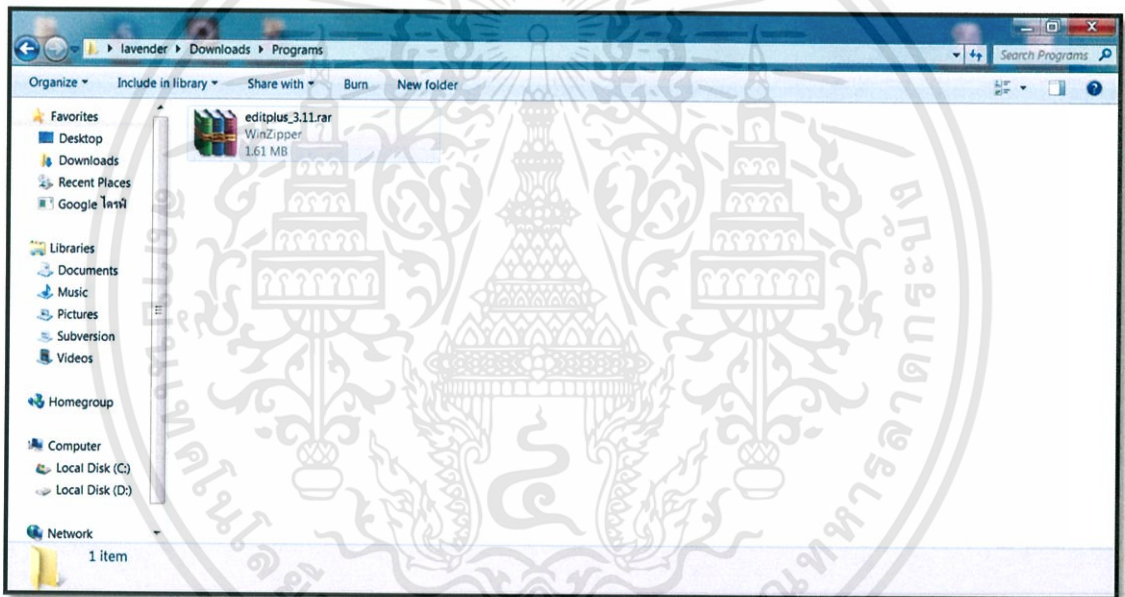 lavender ▸ Downloads ▸ Programs
Search Programs
Organize
Include in library
Share with
Burn
New folder
Favorites
Desktop
Downloads
Recent Places
Google ไดรฟ์
Libraries
Documents
Music
Pictures
Subversion
Videos
Homegroup
Computer
Local Disk (C:)
Local Disk (D:)
Network
editplus_3.11.rar
WinZipper
1.61 MB
1 item